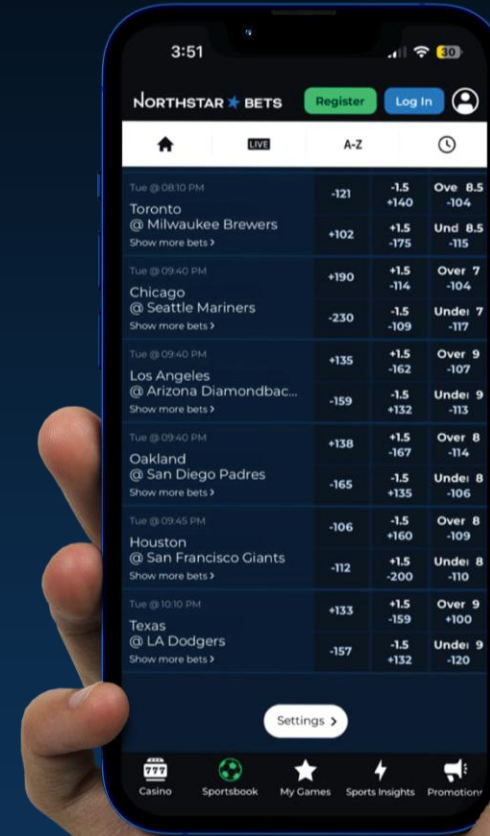 3:51
30
NORTHSTAR BETS
Register
Log In
LIVE
A-Z
Tue @ 08:10 PM
Toronto
@ Milwaukee Brewers
Show more bets >
-121
-1.5
+140
Ove 8.5
-104
+102
+1.5
-175
Und 8.5
-115
Tue @ 09:40 PM
Chicago
@ Seattle Mariners
Show more bets >
+190
+1.5
-114
Over 7
-104
-230
-1.5
-109
Under 7
-117
Tue @ 09:40 PM
Los Angeles
@ Arizona Diamondbac...
Show more bets >
+135
+1.5
-162
Over 9
-107
-159
-1.5
+132
Under 9
-113
Tue @ 09:40 PM
Oakland
@ San Diego Padres
Show more bets >
+138
+1.5
-167
Over 8
-114
-165
-1.5
+135
Under 8
-106
Tue @ 09:45 PM
Houston
@ San Francisco Giants
Show more bets >
-106
-1.5
+160
Over 8
-109
-112
+1.5
-200
Under 8
-110
Tue @ 10:10 PM
Texas
@ LA Dodgers
Show more bets >
+133
+1.5
-159
Over 9
+100
-157
-1.5
+132
Under 9
-120
Settings >
777
Casino
Sportsbook
My Games
Sports Insights
Promotions